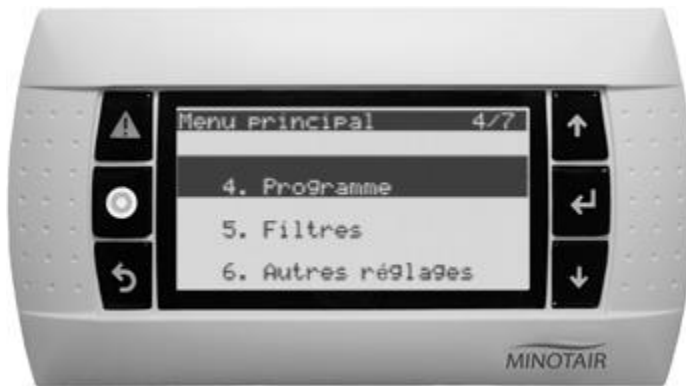 Menu principal 4/7
4. Programme
5. Filtres
6. Autres réglages
MINOTAIR